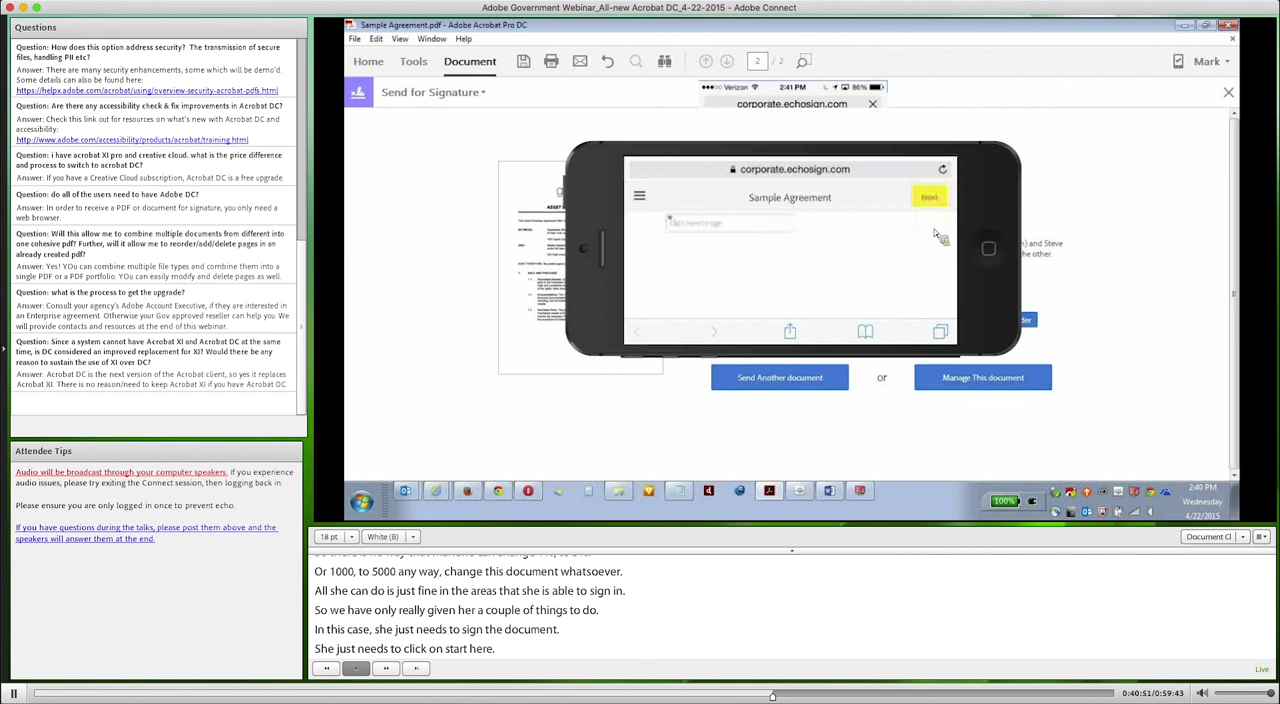 Adobe Government Webinar_All-new Acrobat DC_4-22-2015 - Adobe Connect
Questions
Question: How does this option address security? The transmission of secure
files, handling PII etc?
Answer: There are many security enhancements, some which will be demo'd.
Some details can also be found here:
https://helpx.adobe.com/acrobat/using/overview-security-acrobat-pdfs.html
Question: Are there any accessibility check & fix improvements in Acrobat DC?
Answer: Check this link out for resources on what's new with Acrobat DC and
accessibility:
http://www.adobe.com/accessibility/products/acrobat/training.html
Question: i have acrobat XI pro and creative cloud. what is the price difference
and process to switch to acrobat DC?
Answer: If you have a Creative Cloud subscription, Acrobat DC is a free upgrade.
Question: do all of the users need to have Adobe DC?
Answer: In order to receive a PDF or document for signature, you only need a
web browser.
Question: Will this allow me to combine multiple documents from different into
one cohesive pdf? Further, will it allow me to reorder/add/delete pages in an
already created pdf?
Answer: Yes! YOu can combine multiple file types and combine them into a
single PDF or a PDF portfolio. YOu can easily modify and delete pages as well.
Question: what is the process to get the upgrade?
Answer: Consult your agency's Adobe Account Executive, if they are interested in
an Enterprise agreement. Otherwise your Gov approved reseller can help you. We
will provide contacts and resources at the end of this webinar.
Question: Since a system cannot have Acrobat XI and Acrobat DC at the same
time, is DC considered an improved replacement for XI? Would there be any
reason to sustain the use of XI over DC?
Answer: Acrobat DC is the next version of the Acrobat client, so yes it replaces
Acrobat XI. There is no reason/need to keep Acrobat XI if you have Acrobat DC.
Attendee Tips
Audio will be broadcast through your computer speakers. If you experience
audio issues, please try exiting the Connect session, then logging back in.
Please ensure you are only logged in once to prevent echo.
If you have questions during the talks, please post them above and the
speakers will answer them at the end.
Sample Agreement.pdf - Adobe Acrobat Pro DC
File Edit View Window Help
Home Tools Document 2 / 2 Mark
Send for Signature
Verizon 2:41 PM 86%
corporate.echosign.com
corporate.echosign.com
Sample Agreement Next
) and Steve
the other.
Send Another document or Manage This document
100%
2:40 PM
Wednesday
4/22/2015
18 pt White (B) Document Cl
Or 1000, to 5000 any way, change this document whatsoever.
All she can do is just fine in the areas that she is able to sign in.
So we have only really given her a couple of things to do.
In this case, she just needs to sign the document.
She just needs to click on start here.
Live
0:40:51/0:59:43